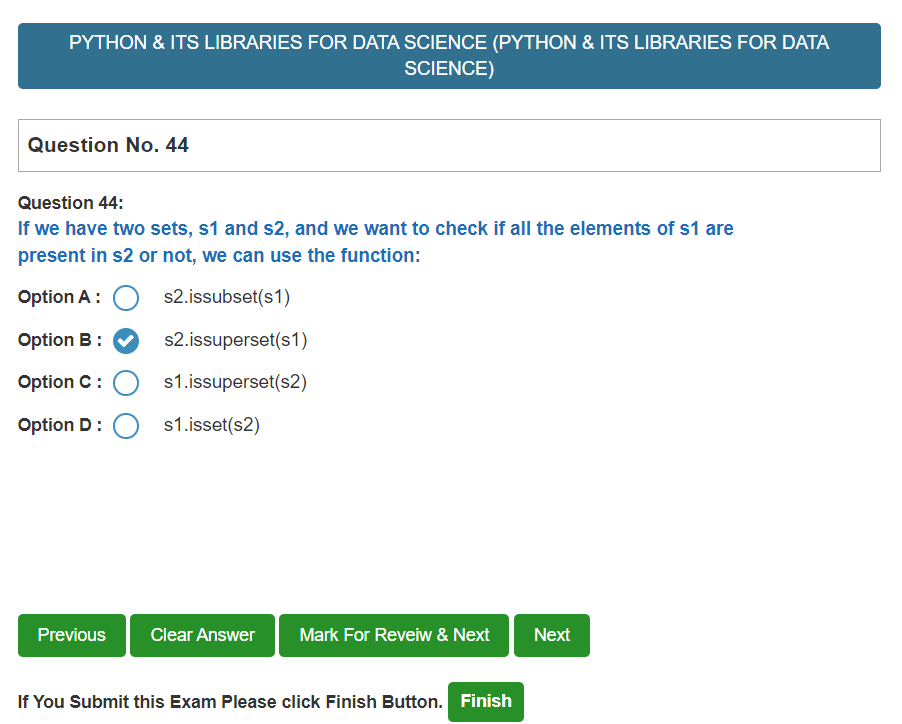 PYTHON & ITS LIBRARIES FOR DATA SCIENCE (PYTHON & ITS LIBRARIES FOR DATA
SCIENCE)
Question No. 44
Question 44:
If we have two sets, s1 and s2, and we want to check if all the elements of s1 are
present in s2 or not, we can use the function:
Option A : s2.issubset(s1)
Option B : s2.issuperset(s1)
Option C : s1.issuperset(s2)
Option D : s1.isset(s2)
Previous Clear Answer Mark For Reveiw & Next Next
If You Submit this Exam Please click Finish Button. Finish